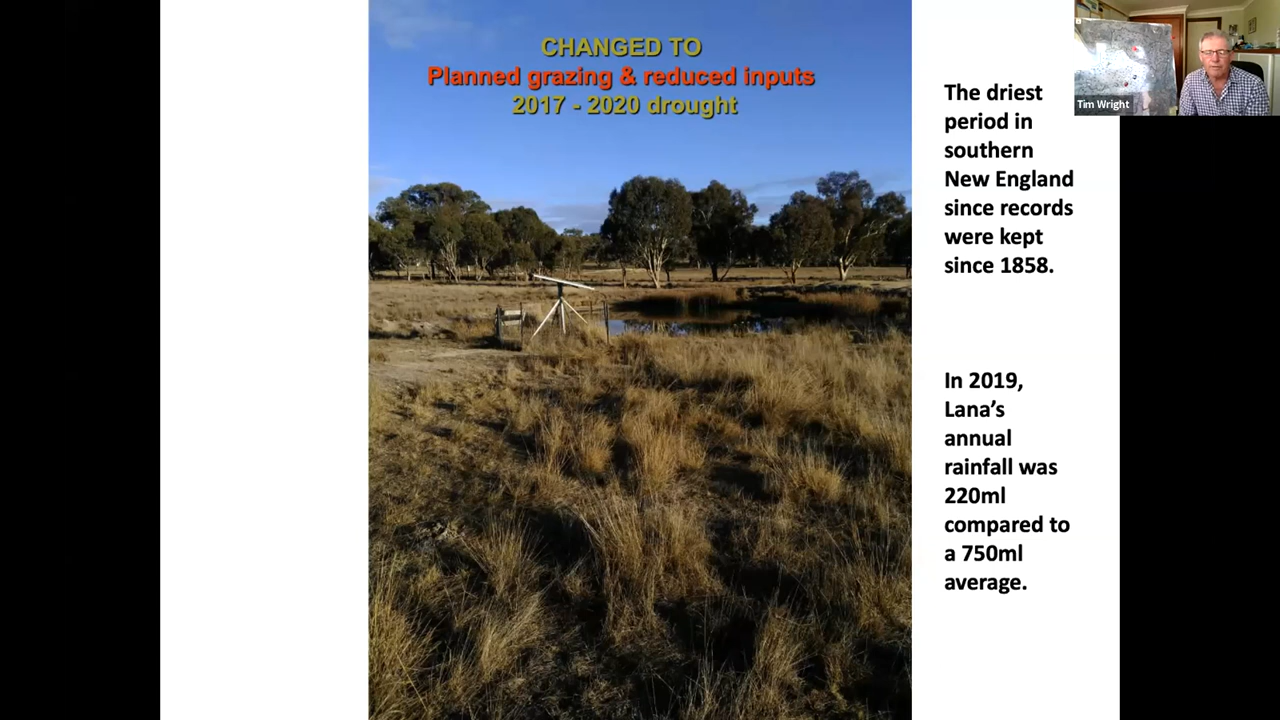 CHANGED TO
Planned grazing & reduced inputs
2017 - 2020 drought
The driest
period in
southern
New England
since records
were kept
since 1858.
In 2019,
Lana’s
annual
rainfall was
220ml
compared to
a 750ml
average.
Tim Wright